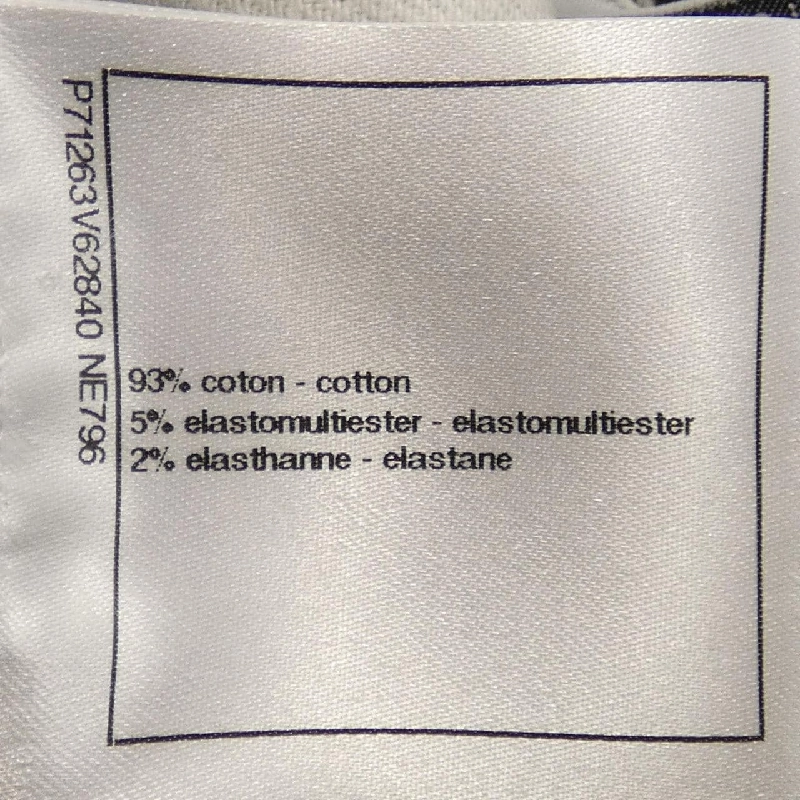 P71263V62840 NE796
93% coton - cotton
5% elastomultiester - elastomultiester
2% elasthanne - elastane